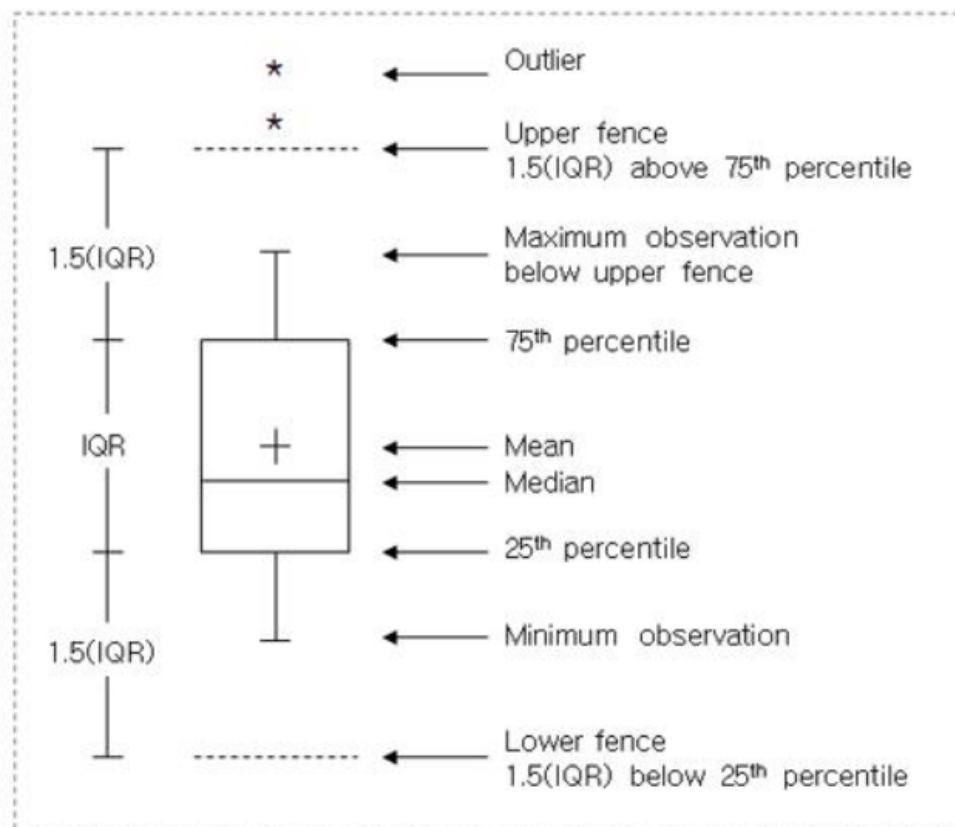 Outlier
Upper fence
1.5(IQR) above 75th percentile
1.5(IQR)
Maximum observation
below upper fence
75th percentile
IQR
Mean
Median
25th percentile
1.5(IQR)
Minimum observation
Lower fence
1.5(IQR) below 25th percentile